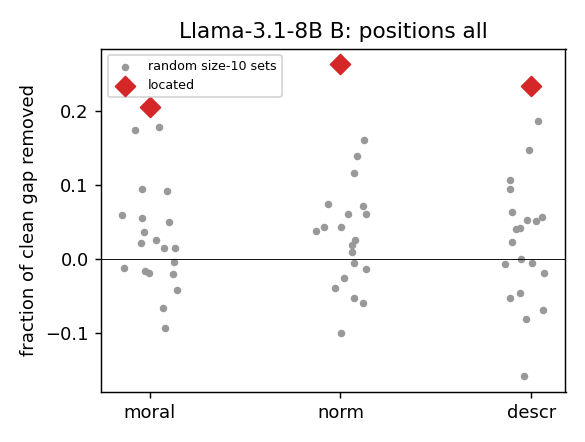 Llama-3.1-8B B: positions all
random size-10 sets
located
fraction of clean gap removed
0.2
0.1
0.0
−0.1
moral norm descr